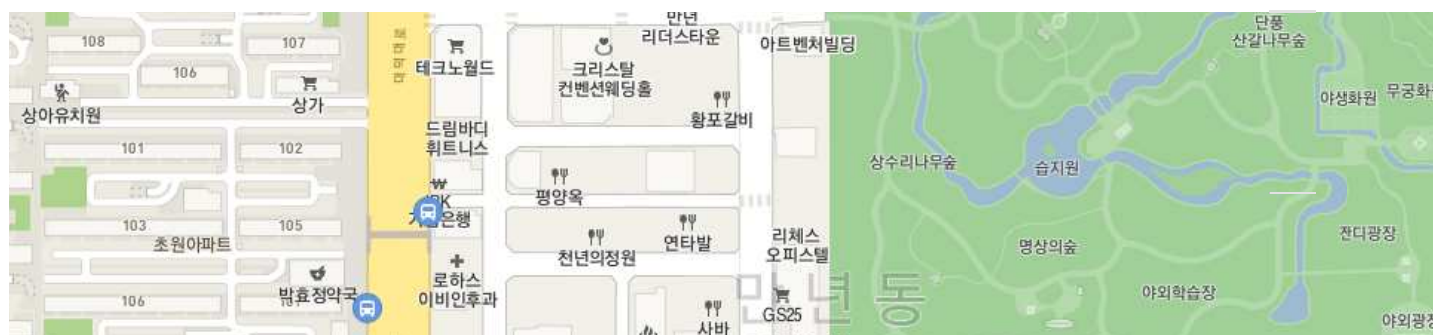 108
107
106
상가
상아유치원
101
102
103
105
초원아파트
박효정약국
106
대덕대로
테크노월드
드림바디
휘트니스
로하스
이비인후과
만년
리더스타운
크리스탈
컨벤션웨딩홀
황포갈비
평양옥
천년의정원
연타발
사바
아트벤처빌딩
리체스
오피스텔
만년동
GS25
단풍
산갈나무숲
야생화원
무궁화
상수리나무숲
습지원
명상의숲
잔디광장
야외학습장
야외광장